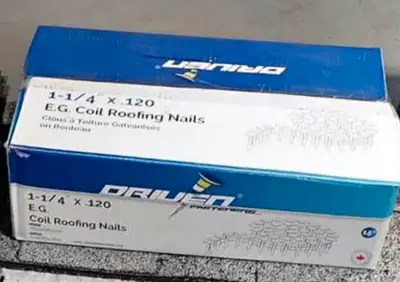 DRIVEN
1-1/4" x .120
E.G. Coil Roofing Nails
Clous à Toiture Galvanisés
en Rouleau
DRIVEN
FASTENERS
1-1/4" x .120
E.G.
Coil Roofing Nails
15°